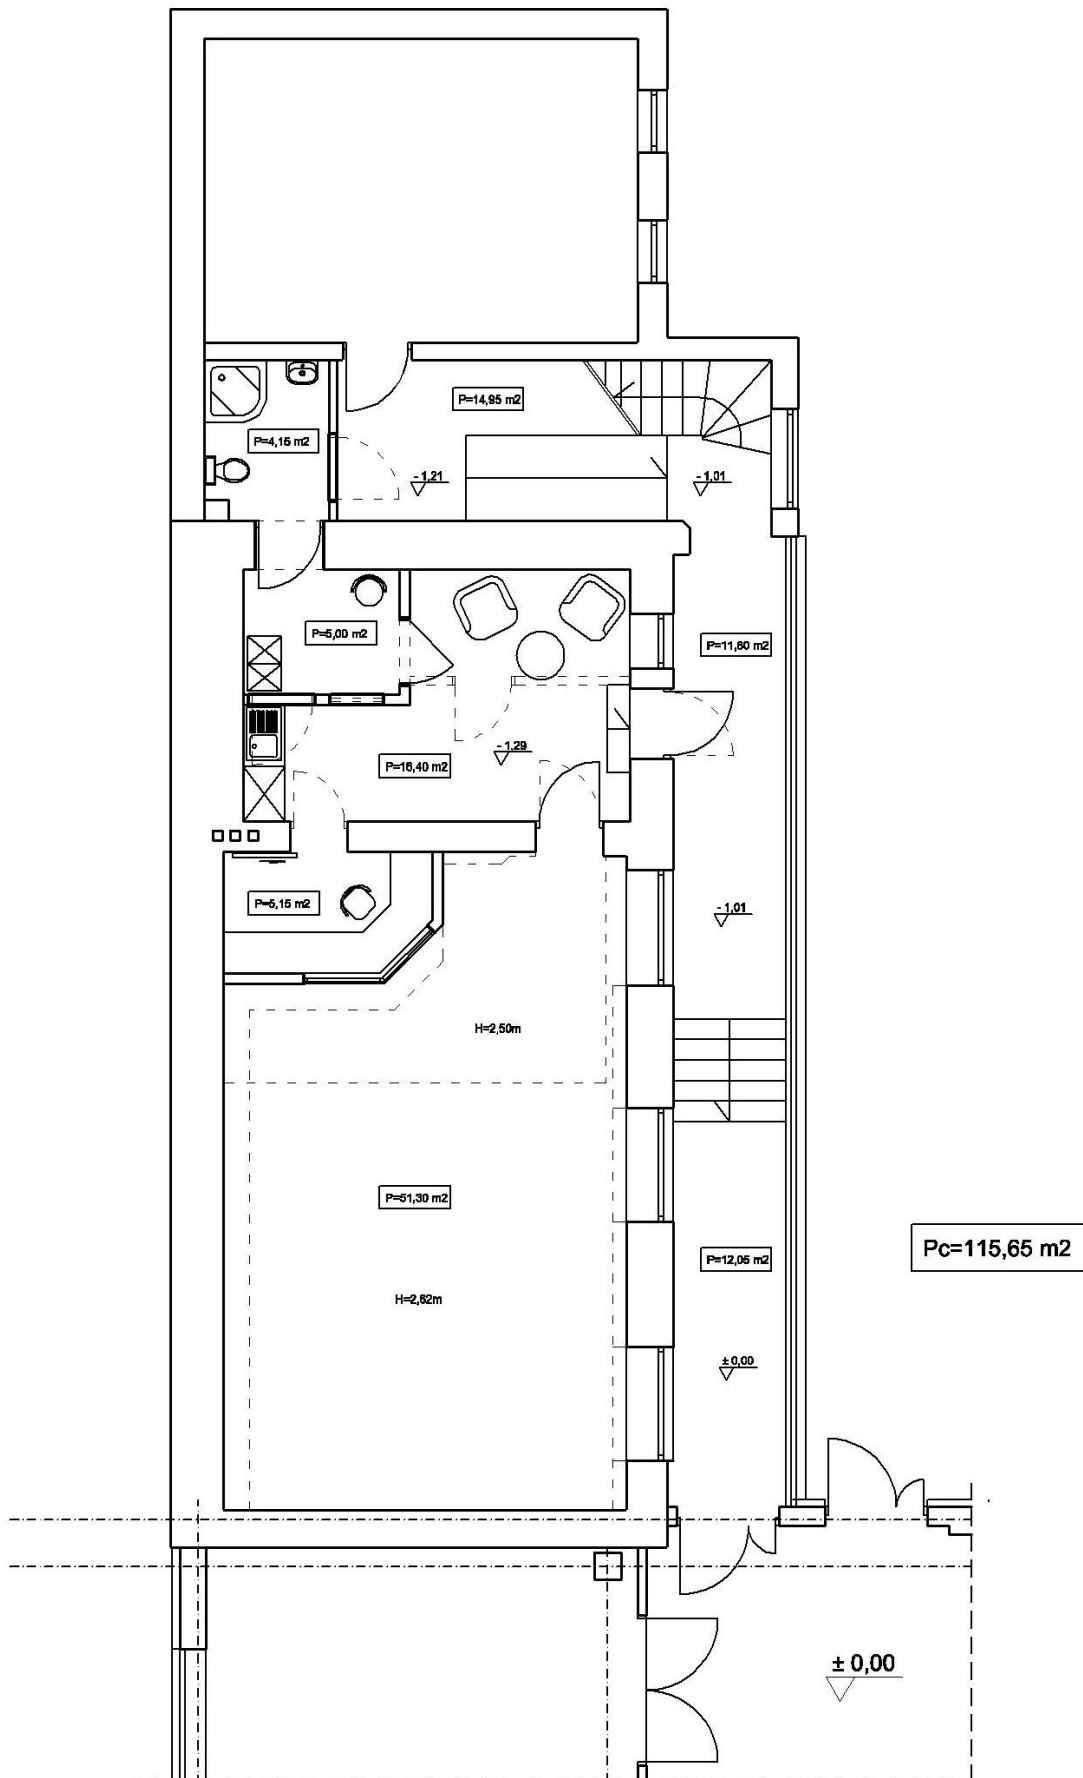 P=14,95 m2
P=4,15 m2
- 1,21
- 1,01
P=5,00 m2
P=11,60 m2
- 1,29
P=16,40 m2
P=5,15 m2
- 1,01
H=2,50m
P=51,30 m2
Pc=115,65 m2
P=12,05 m2
H=2,62m
± 0,00
± 0,00